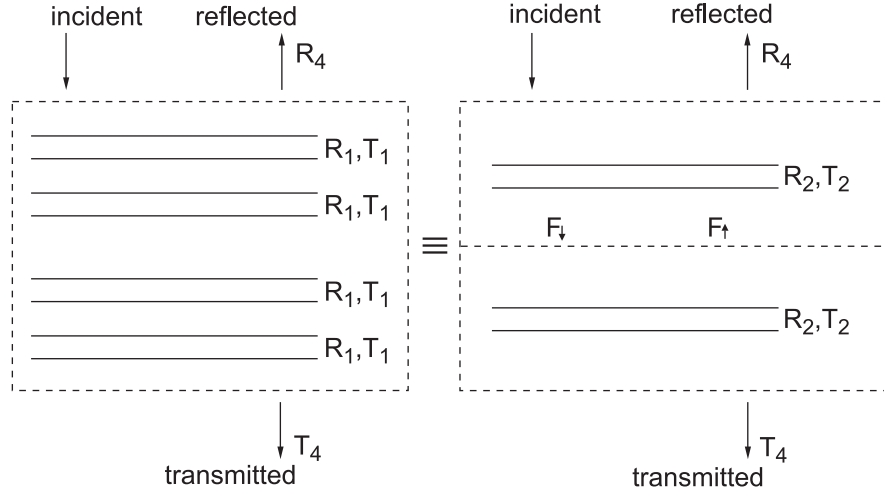 incident reflected
R₄
R₁,T₁
R₁,T₁
R₁,T₁
R₁,T₁
T₄
transmitted
≡
incident reflected
R₄
R₂,T₂
F↓ F↑
R₂,T₂
T₄
transmitted